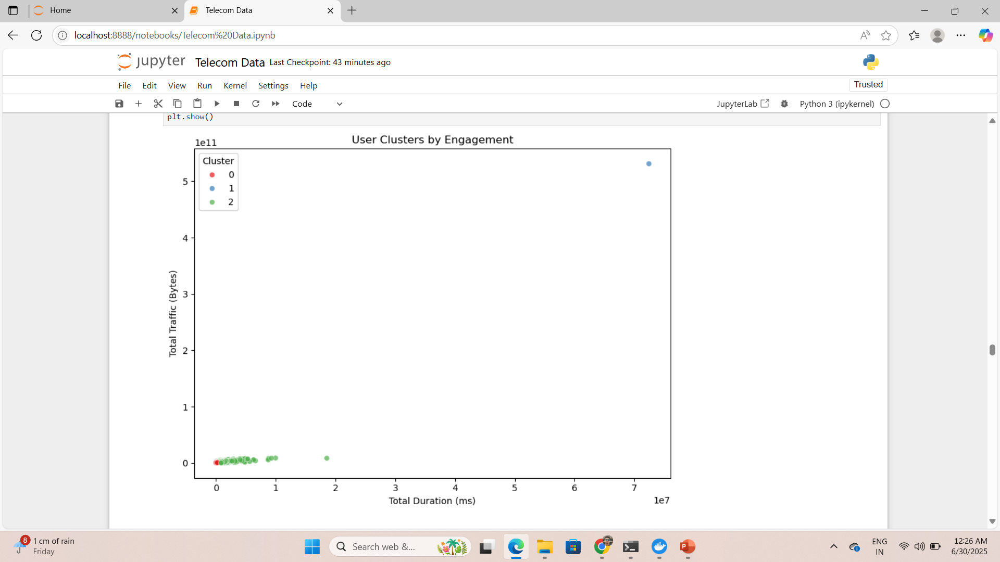 Home
Telecom Data
localhost:8888/notebooks/Telecom%20Data.ipynb
jupyter
Telecom Data Last Checkpoint: 43 minutes ago
File Edit View Run Kernel Settings Help
Trusted
Code
JupyterLab
Python 3 (ipykernel)
plt.show()
User Clusters by Engagement
1e11
Cluster
0
1
2
5
4
3
2
1
0
Total Traffic (Bytes)
0 1 2 3 4 5 6 7
Total Duration (ms)
1e7
8
1 cm of rain
Friday
Search web &...
ENG
IN
12:26 AM
6/30/2025